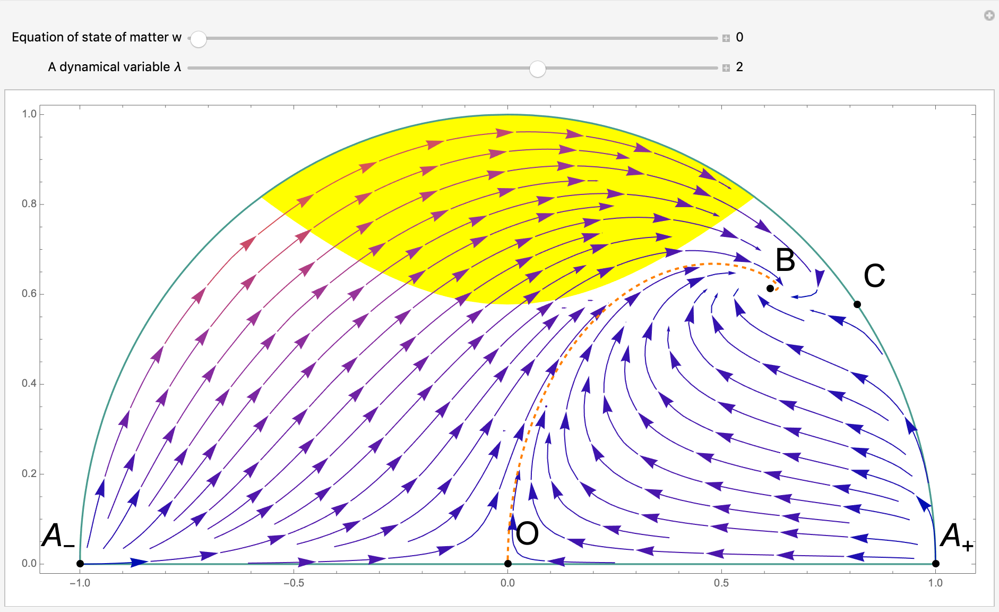 Equation of state of matter w 0
A dynamical variable λ 2
1.0
0.8
0.6
0.4
0.2
0.0
B
C
A−
O
A+
−1.0 −0.5 0.0 0.5 1.0